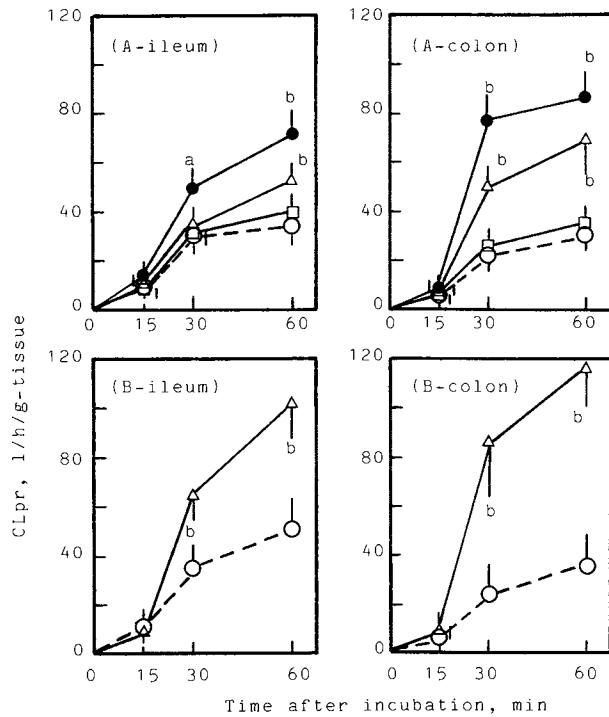 120
80
40
0
(A-ileum)
a
b
b
0 15 30 60
120
80
40
0
(A-colon)
b
b
b
b
0 15 30 60
120
80
40
0
(B-ileum)
b
b
0 15 30 60
120
80
40
0
(B-colon)
b
b
0 15 30 60
CLpr, l/h/g-tissue
Time after incubation, min